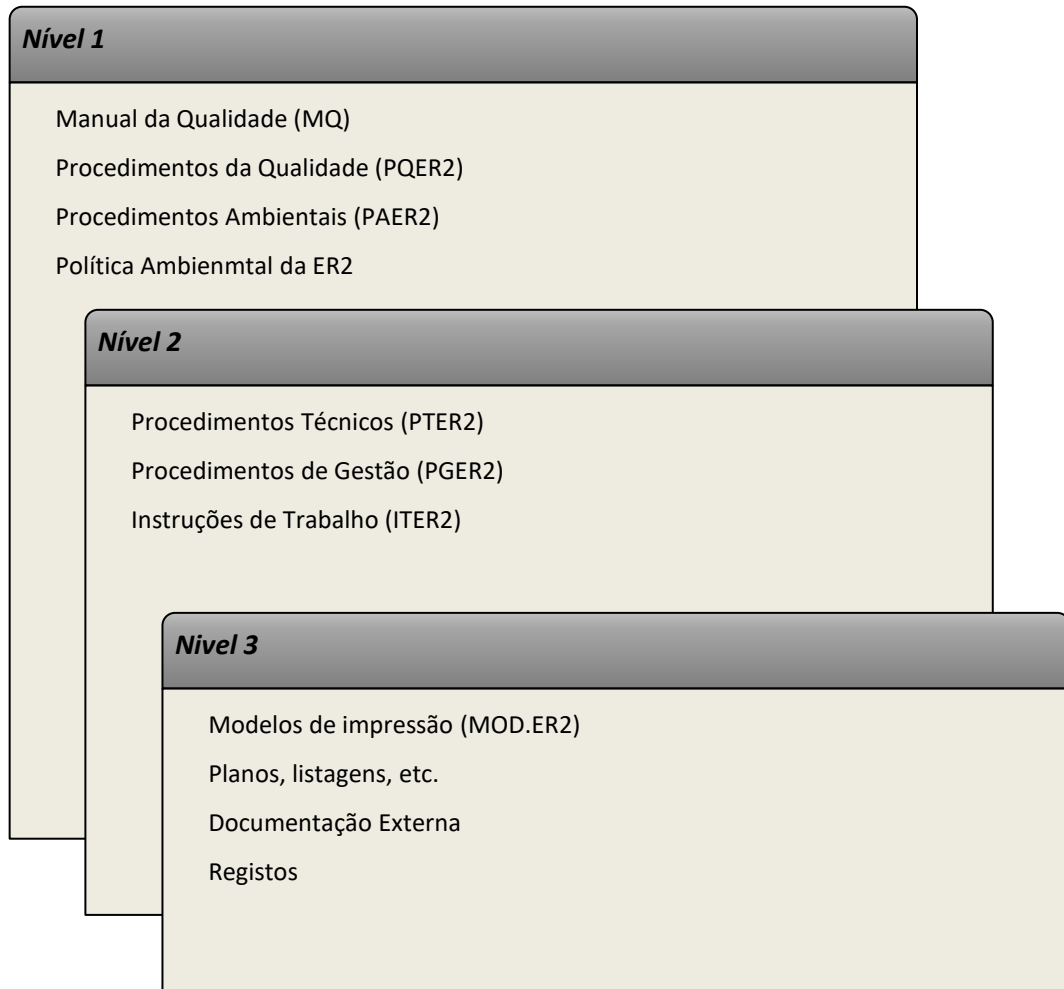 Nível 1
Manual da Qualidade (MQ)
Procedimentos da Qualidade (PQER2)
Procedimentos Ambientais (PAER2)
Política Ambienmtal da ER2
Nível 2
Procedimentos Técnicos (PTER2)
Procedimentos de Gestão (PGER2)
Instruções de Trabalho (ITER2)
Nivel 3
Modelos de impressão (MOD.ER2)
Planos, listagens, etc.
Documentação Externa
Registos